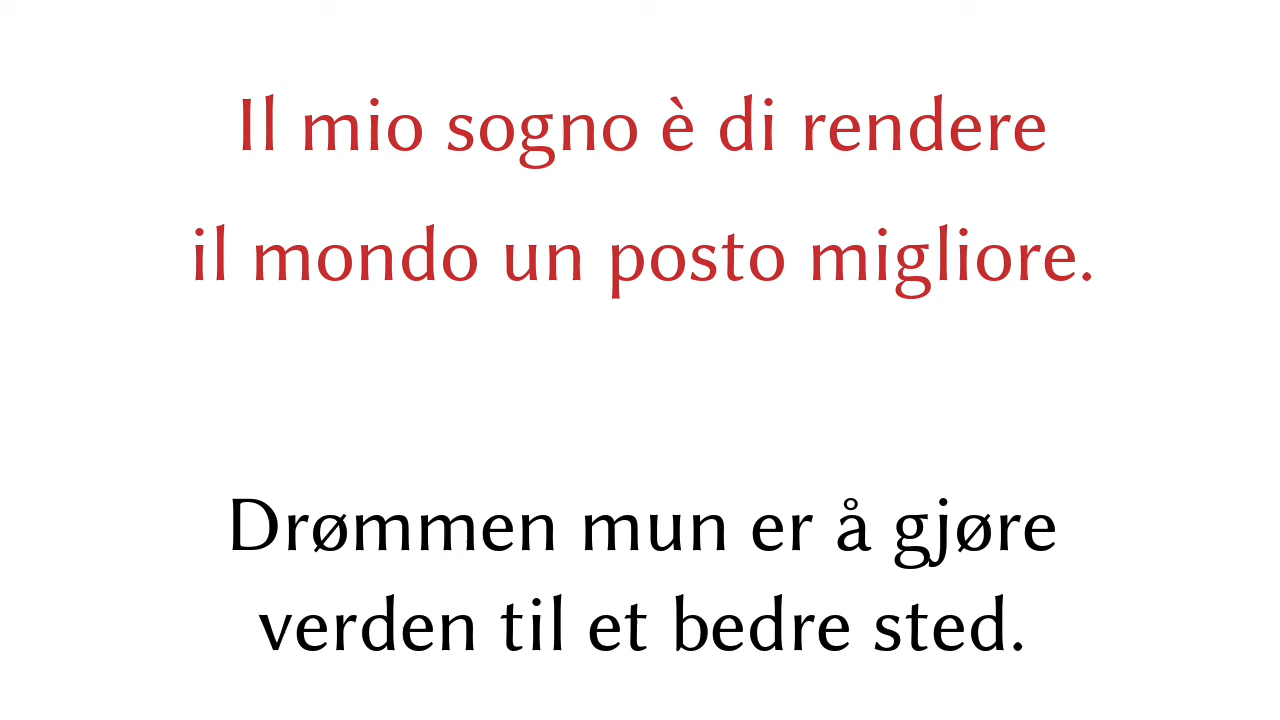 Il mio sogno è di rendere
il mondo un posto migliore.
Drømmen mun er å gjøre
verden til et bedre sted.